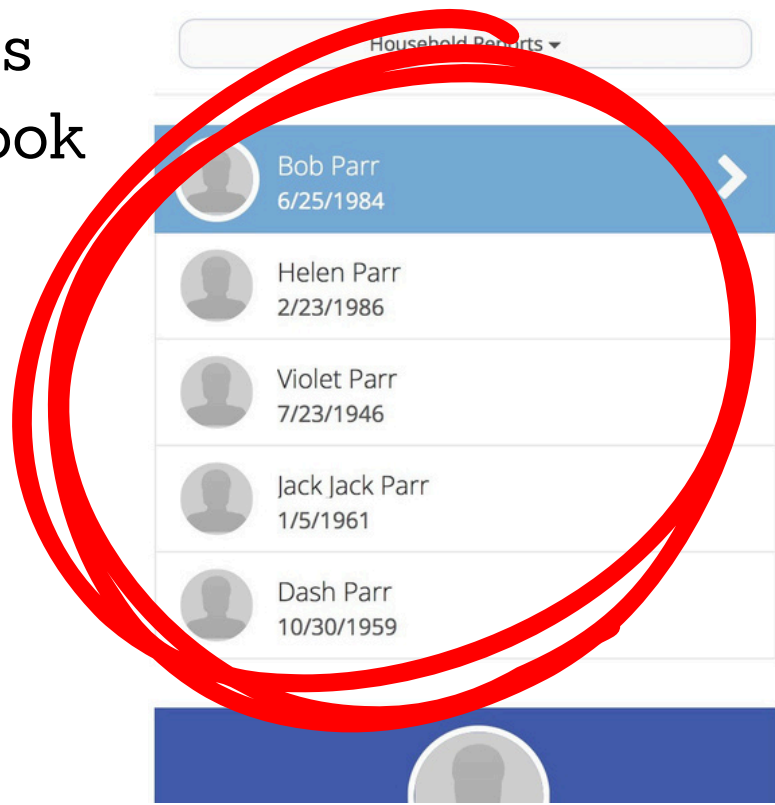 s
ook
Household Reports
Bob Parr
6/25/1984
Helen Parr
2/23/1986
Violet Parr
7/23/1946
Jack Jack Parr
1/5/1961
Dash Parr
10/30/1959